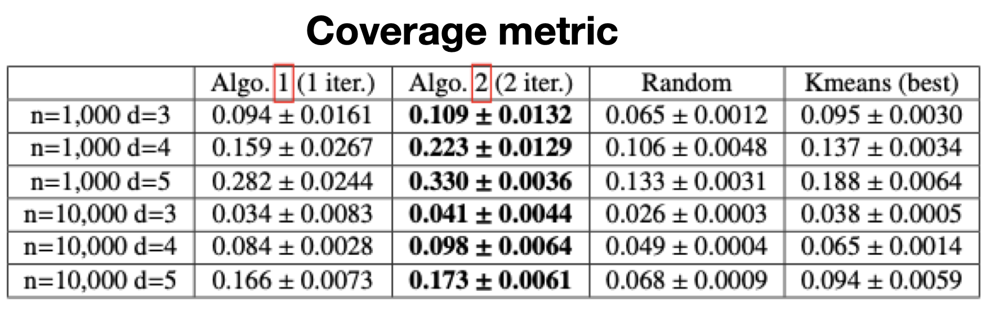 Coverage metric
Algo. 1 (1 iter.) Algo. 2 (2 iter.) Random Kmeans (best)
n=1,000 d=3 0.094 ± 0.0161 0.109 ± 0.0132 0.065 ± 0.0012 0.095 ± 0.0030
n=1,000 d=4 0.159 ± 0.0267 0.223 ± 0.0129 0.106 ± 0.0048 0.137 ± 0.0034
n=1,000 d=5 0.282 ± 0.0244 0.330 ± 0.0036 0.133 ± 0.0031 0.188 ± 0.0064
n=10,000 d=3 0.034 ± 0.0083 0.041 ± 0.0044 0.026 ± 0.0003 0.038 ± 0.0005
n=10,000 d=4 0.084 ± 0.0028 0.098 ± 0.0064 0.049 ± 0.0004 0.065 ± 0.0014
n=10,000 d=5 0.166 ± 0.0073 0.173 ± 0.0061 0.068 ± 0.0009 0.094 ± 0.0059